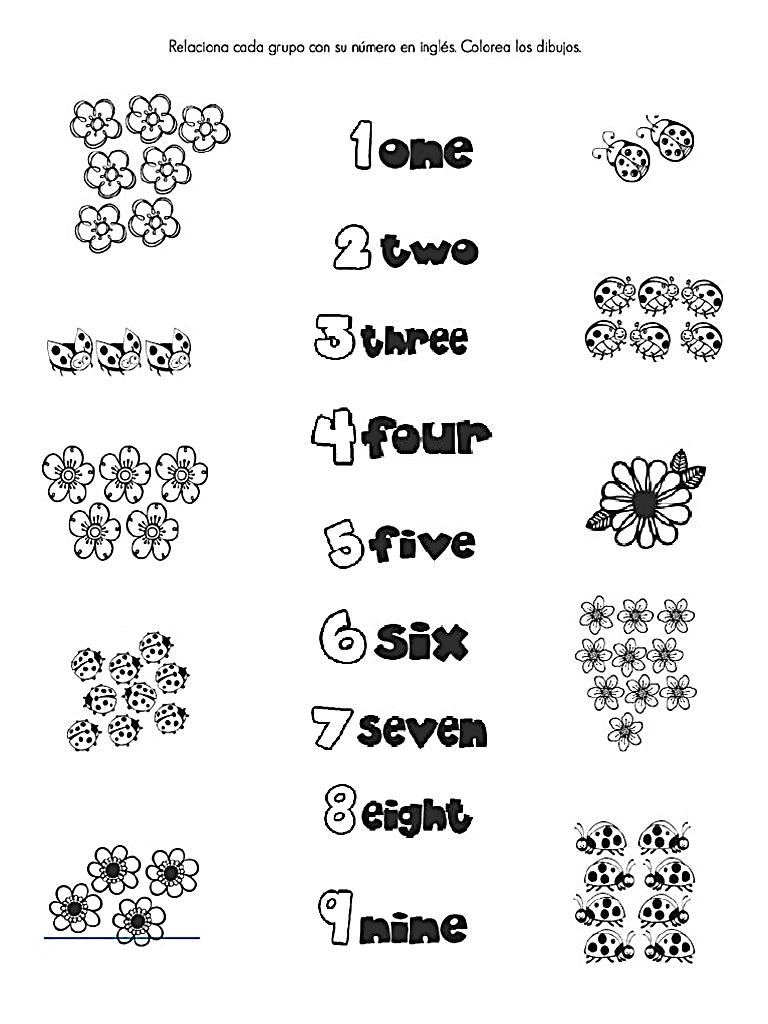 Relaciona cada grupo con su número en inglés. Colorea los dibujos.
1 one
2 two
3 three
4 four
5 five
6 six
7 seven
8 eight
9 nine